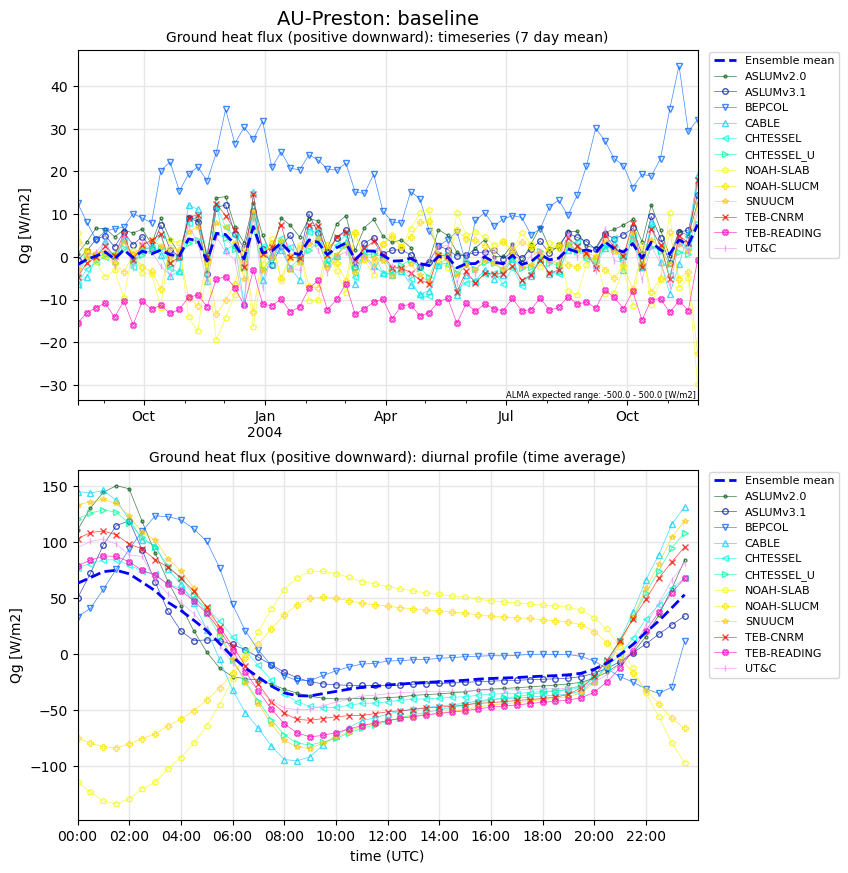 AU-Preston: baseline
Ground heat flux (positive downward): timeseries (7 day mean)
Qg [W/m2]
40
30
20
10
0
−10
−20
−30
Oct
Jan
2004
Apr
Jul
Oct
ALMA expected range: -500.0 - 500.0 [W/m2]
Ensemble mean
ASLUMv2.0
ASLUMv3.1
BEPCOL
CABLE
CHTESSEL
CHTESSEL_U
NOAH-SLAB
NOAH-SLUCM
SNUUCM
TEB-CNRM
TEB-READING
UT&C
Ground heat flux (positive downward): diurnal profile (time average)
Qg [W/m2]
150
100
50
0
−50
−100
00:00
02:00
04:00
06:00
08:00
10:00
12:00
14:00
16:00
18:00
20:00
22:00
time (UTC)
Ensemble mean
ASLUMv2.0
ASLUMv3.1
BEPCOL
CABLE
CHTESSEL
CHTESSEL_U
NOAH-SLAB
NOAH-SLUCM
SNUUCM
TEB-CNRM
TEB-READING
UT&C